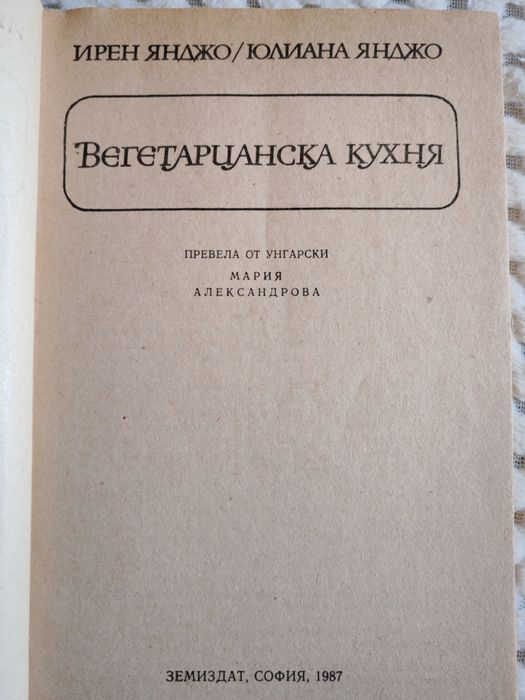 ИРЕН ЯНДЖО/ЮЛИАНА ЯНДЖО
ВЕГЕТАРИАНСКА КУХНЯ
ПРЕВЕЛА ОТ УНГАРСКИ
МАРИЯ
АЛЕКСАНДРОВА
ЗЕМИЗДАТ, СОФИЯ, 1987